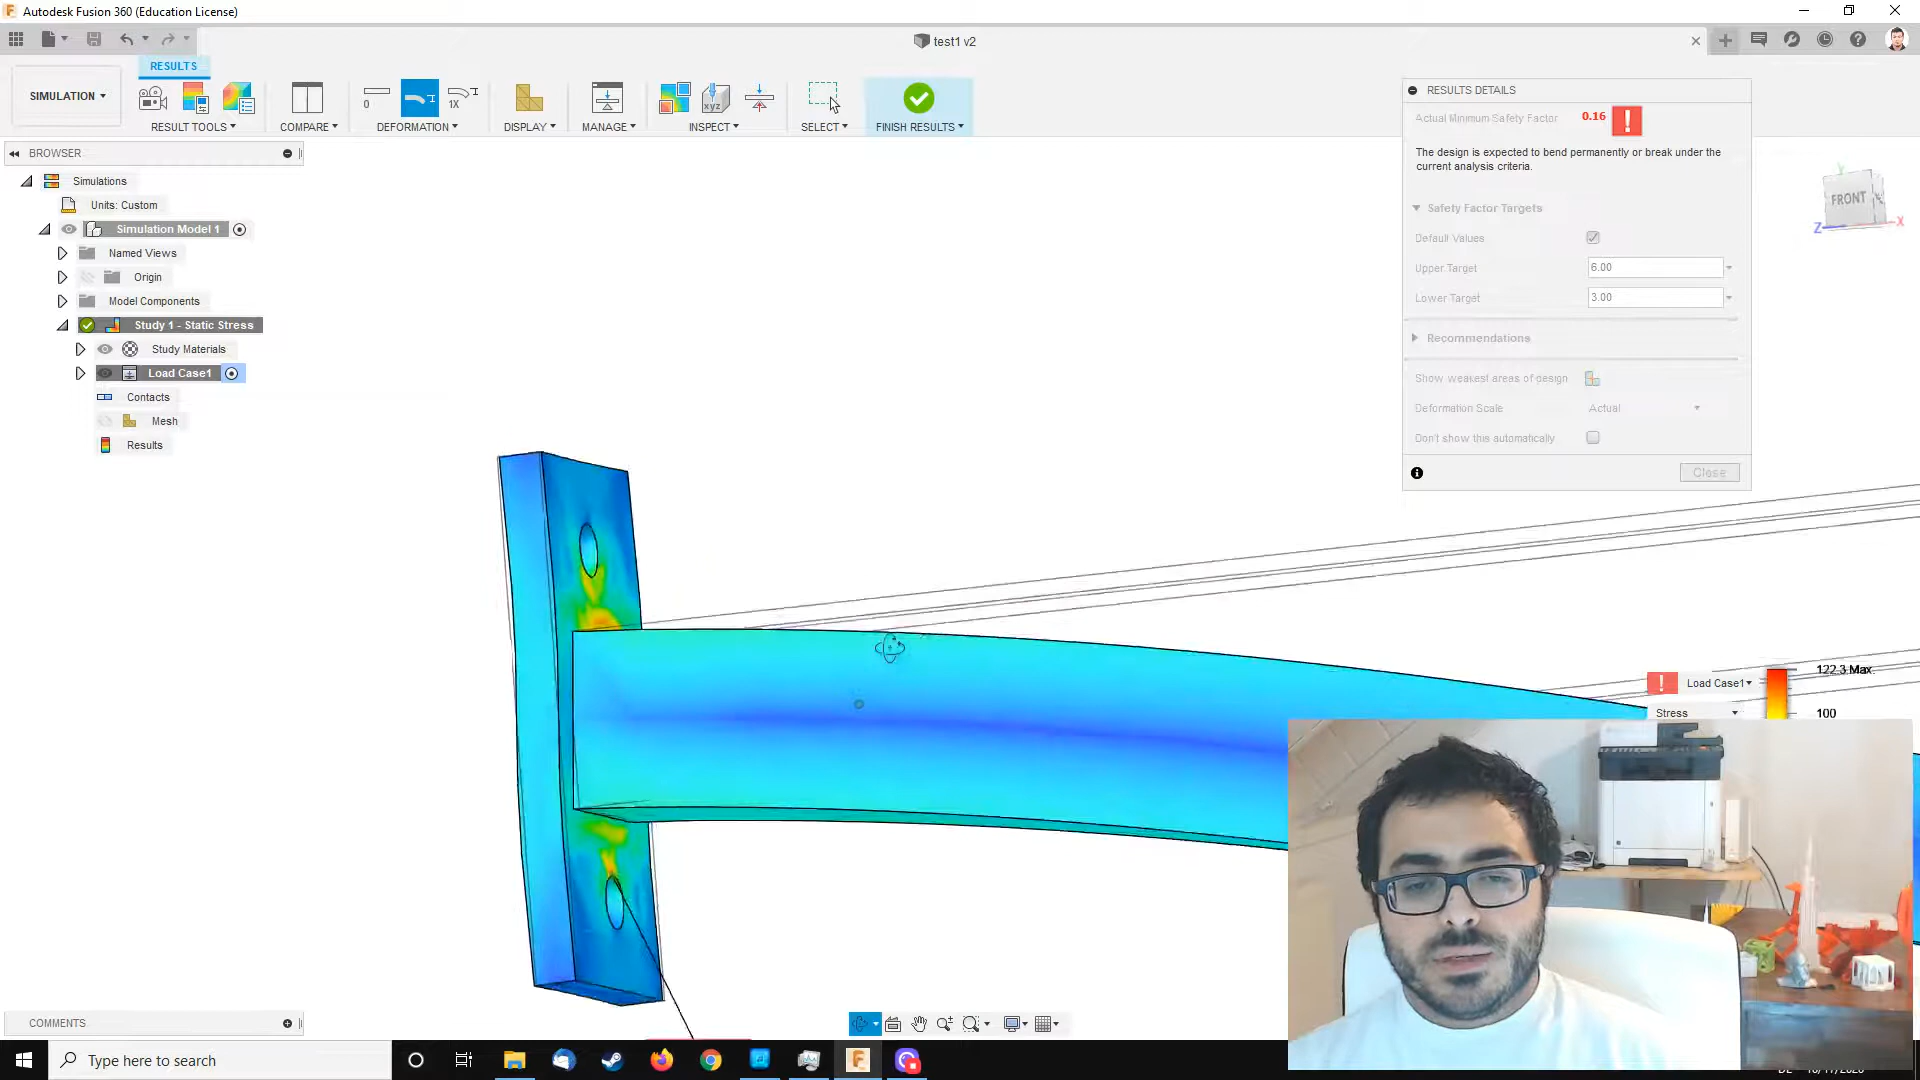 Autodesk Fusion 360 (Education License)
test1 v2
RESULTS
SIMULATION
0
1X
xyz
RESULT TOOLS
COMPARE
DEFORMATION
DISPLAY
MANAGE
INSPECT
SELECT
FINISH RESULTS
BROWSER
Simulations
Units: Custom
Simulation Model 1
Named Views
Origin
Model Components
Study 1 - Static Stress
Study Materials
Load Case1
Contacts
Mesh
Results
RESULTS DETAILS
Actual Minimum Safety Factor 0.16
The design is expected to bend permanently or break under the
current analysis criteria.
Safety Factor Targets
Default Values
Upper Target 6.00
Lower Target 3.00
Recommendations
Show weakest areas of design
Deformation Scale Actual
Don't show this automatically
Close
Y
FRONT
Z
X
122.3 Max.
Load Case1
Stress
100
COMMENTS
Type here to search